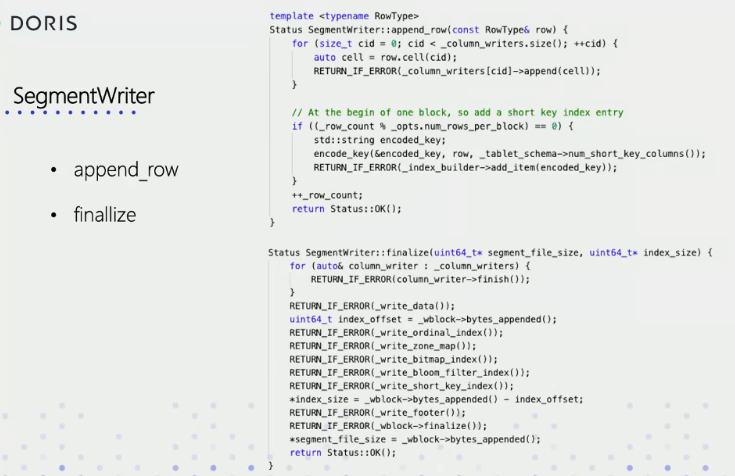 DORIS
SegmentWriter
• append_row
• finallize
template <typename RowType>
Status SegmentWriter::append_row(const RowType& row) {
    for (size_t cid = 0; cid < _column_writers.size(); ++cid) {
        auto cell = row.cell(cid);
        RETURN_IF_ERROR(_column_writers[cid]->append(cell));
    }

    // At the begin of one block, so add a short key index entry
    if ((_row_count % _opts.num_rows_per_block) == 0) {
        std::string encoded_key;
        encode_key(&encoded_key, row, _tablet_schema->num_short_key_columns());
        RETURN_IF_ERROR(_index_builder->add_item(encoded_key));
    }
    ++_row_count;
    return Status::OK();
}

Status SegmentWriter::finalize(uint64_t* segment_file_size, uint64_t* index_size) {
    for (auto& column_writer : _column_writers) {
        RETURN_IF_ERROR(column_writer->finish());
    }
    RETURN_IF_ERROR(_write_data());
    uint64_t index_offset = _wblock->bytes_appended();
    RETURN_IF_ERROR(_write_ordinal_index());
    RETURN_IF_ERROR(_write_zone_map());
    RETURN_IF_ERROR(_write_bitmap_index());
    RETURN_IF_ERROR(_write_bloom_filter_index());
    RETURN_IF_ERROR(_write_short_key_index());
    *index_size = _wblock->bytes_appended() - index_offset;
    RETURN_IF_ERROR(_write_footer());
    RETURN_IF_ERROR(_wblock->finalize());
    *segment_file_size = _wblock->bytes_appended();
    return Status::OK();
}